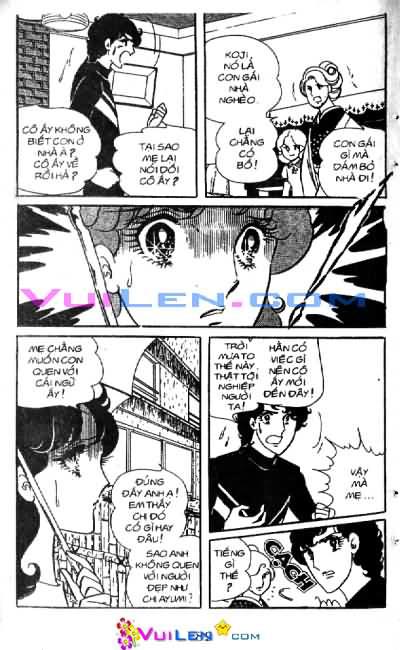 CÔ ẤY KHÔNG
BIẾT CON Ở
NHÀ À?
CÔ ẤY VỀ
RỒI HẢ?
TẠI SAO
MẸ LẠI
NÓI DỐI
CÔ ẤY?
KOJI,
NÓ LÀ
CON GÁI
NHÀ
NGHÈO.
LẠI
CHẲNG
CÓ
BỐ!
CON GÁI
GÌ MÀ
DÁM BỎ
NHÀ ĐI!
VUILEN.COM
MẸ CHẲNG
MUỐN CON
QUEN VỚI
CÁI NGỮ
ẤY!
ĐÚNG
ĐẤY ANH Ạ!
EM THẤY
CHỊ ĐÓ
CÓ GÌ HAY
ĐÂU!
SAO ANH
KHÔNG QUEN
VỚI NGƯỜI
ĐẸP NHƯ
CHỊ AYUMI?
TRỜI
MƯA TO
THẾ NÀY.
THẬT TỘI
NGHIỆP
NGƯỜI
TA!
HẲN CÓ
VIỆC GÌ
NÊN CÔ
ẤY MỚI
ĐẾN ĐÂY!
VẬY
MÀ
MẸ...
TIẾNG
GÌ
THẾ?
CẠCH
VUILEN
.COM